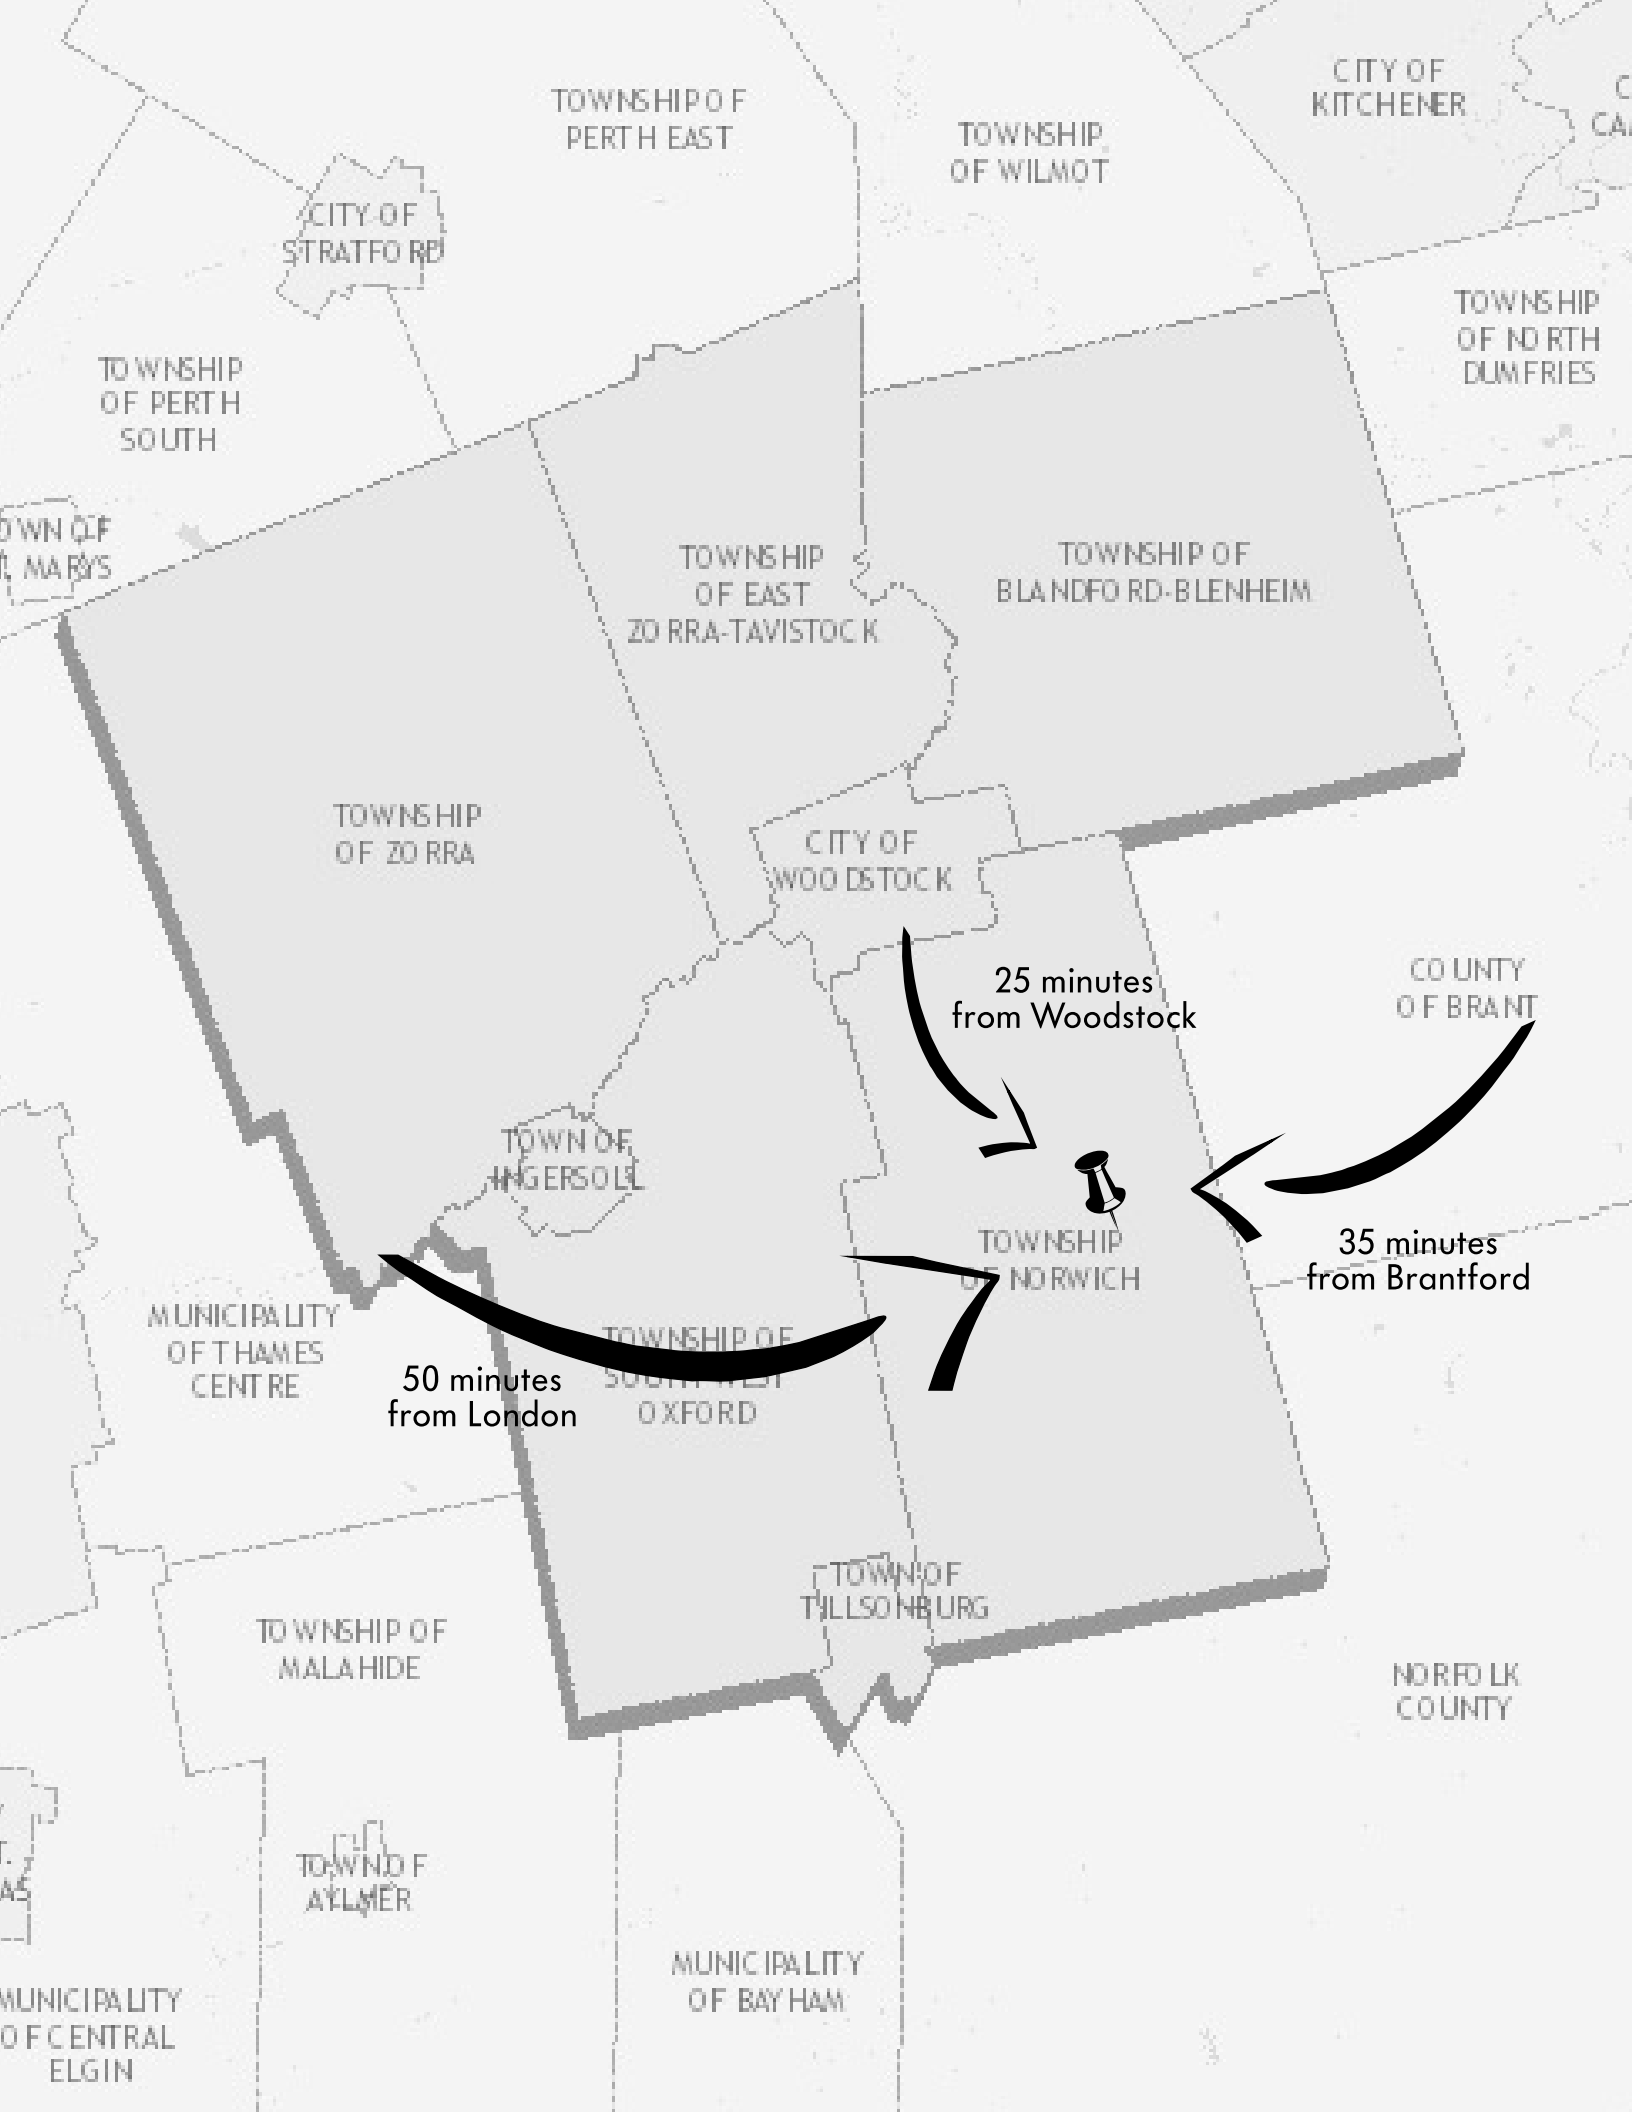 TOWNSHIP OF
PERTH EAST
CITY OF
KITCHENER
TOWNSHIP
OF WILMOT
CITY OF
STRATFORD
TOWNSHIP
OF NORTH
DUMFRIES
TOWNSHIP
OF PERTH
SOUTH
MARYS
TOWNSHIP
OF EAST
ZORRA-TAVISTOCK
TOWNSHIP OF
BLANDFORD-BLENHEIM
TOWNSHIP
OF ZORRA
CITY OF
WOODSTOCK
25 minutes
from Woodstock
COUNTY
OF BRANT
TOWN OF
INGERSOLL
TOWNSHIP
OF NORWICH
35 minutes
from Brantford
MUNICIPALITY
OF THAMES
CENTRE
50 minutes
from London
TOWNSHIP OF
SOUTH-WEST
OXFORD
TOWN OF
TILLSONBURG
TOWNSHIP OF
MALAHIDE
NORFOLK
COUNTY
TOWN OF
AYLMER
MUNICIPALITY
OF BAYHAM
MUNICIPALITY
OF CENTRAL
ELGIN